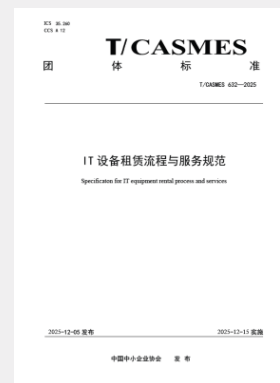 ICS 35.260
CCS A 12
T/CASMES
团 体 标 准
T/CASMES 632—2025
IT 设备租赁流程与服务规范
Specificaton for IT equipment rental process and services
2025-12-05 发布 2025-12-15 实施
中国中小企业协会 发 布